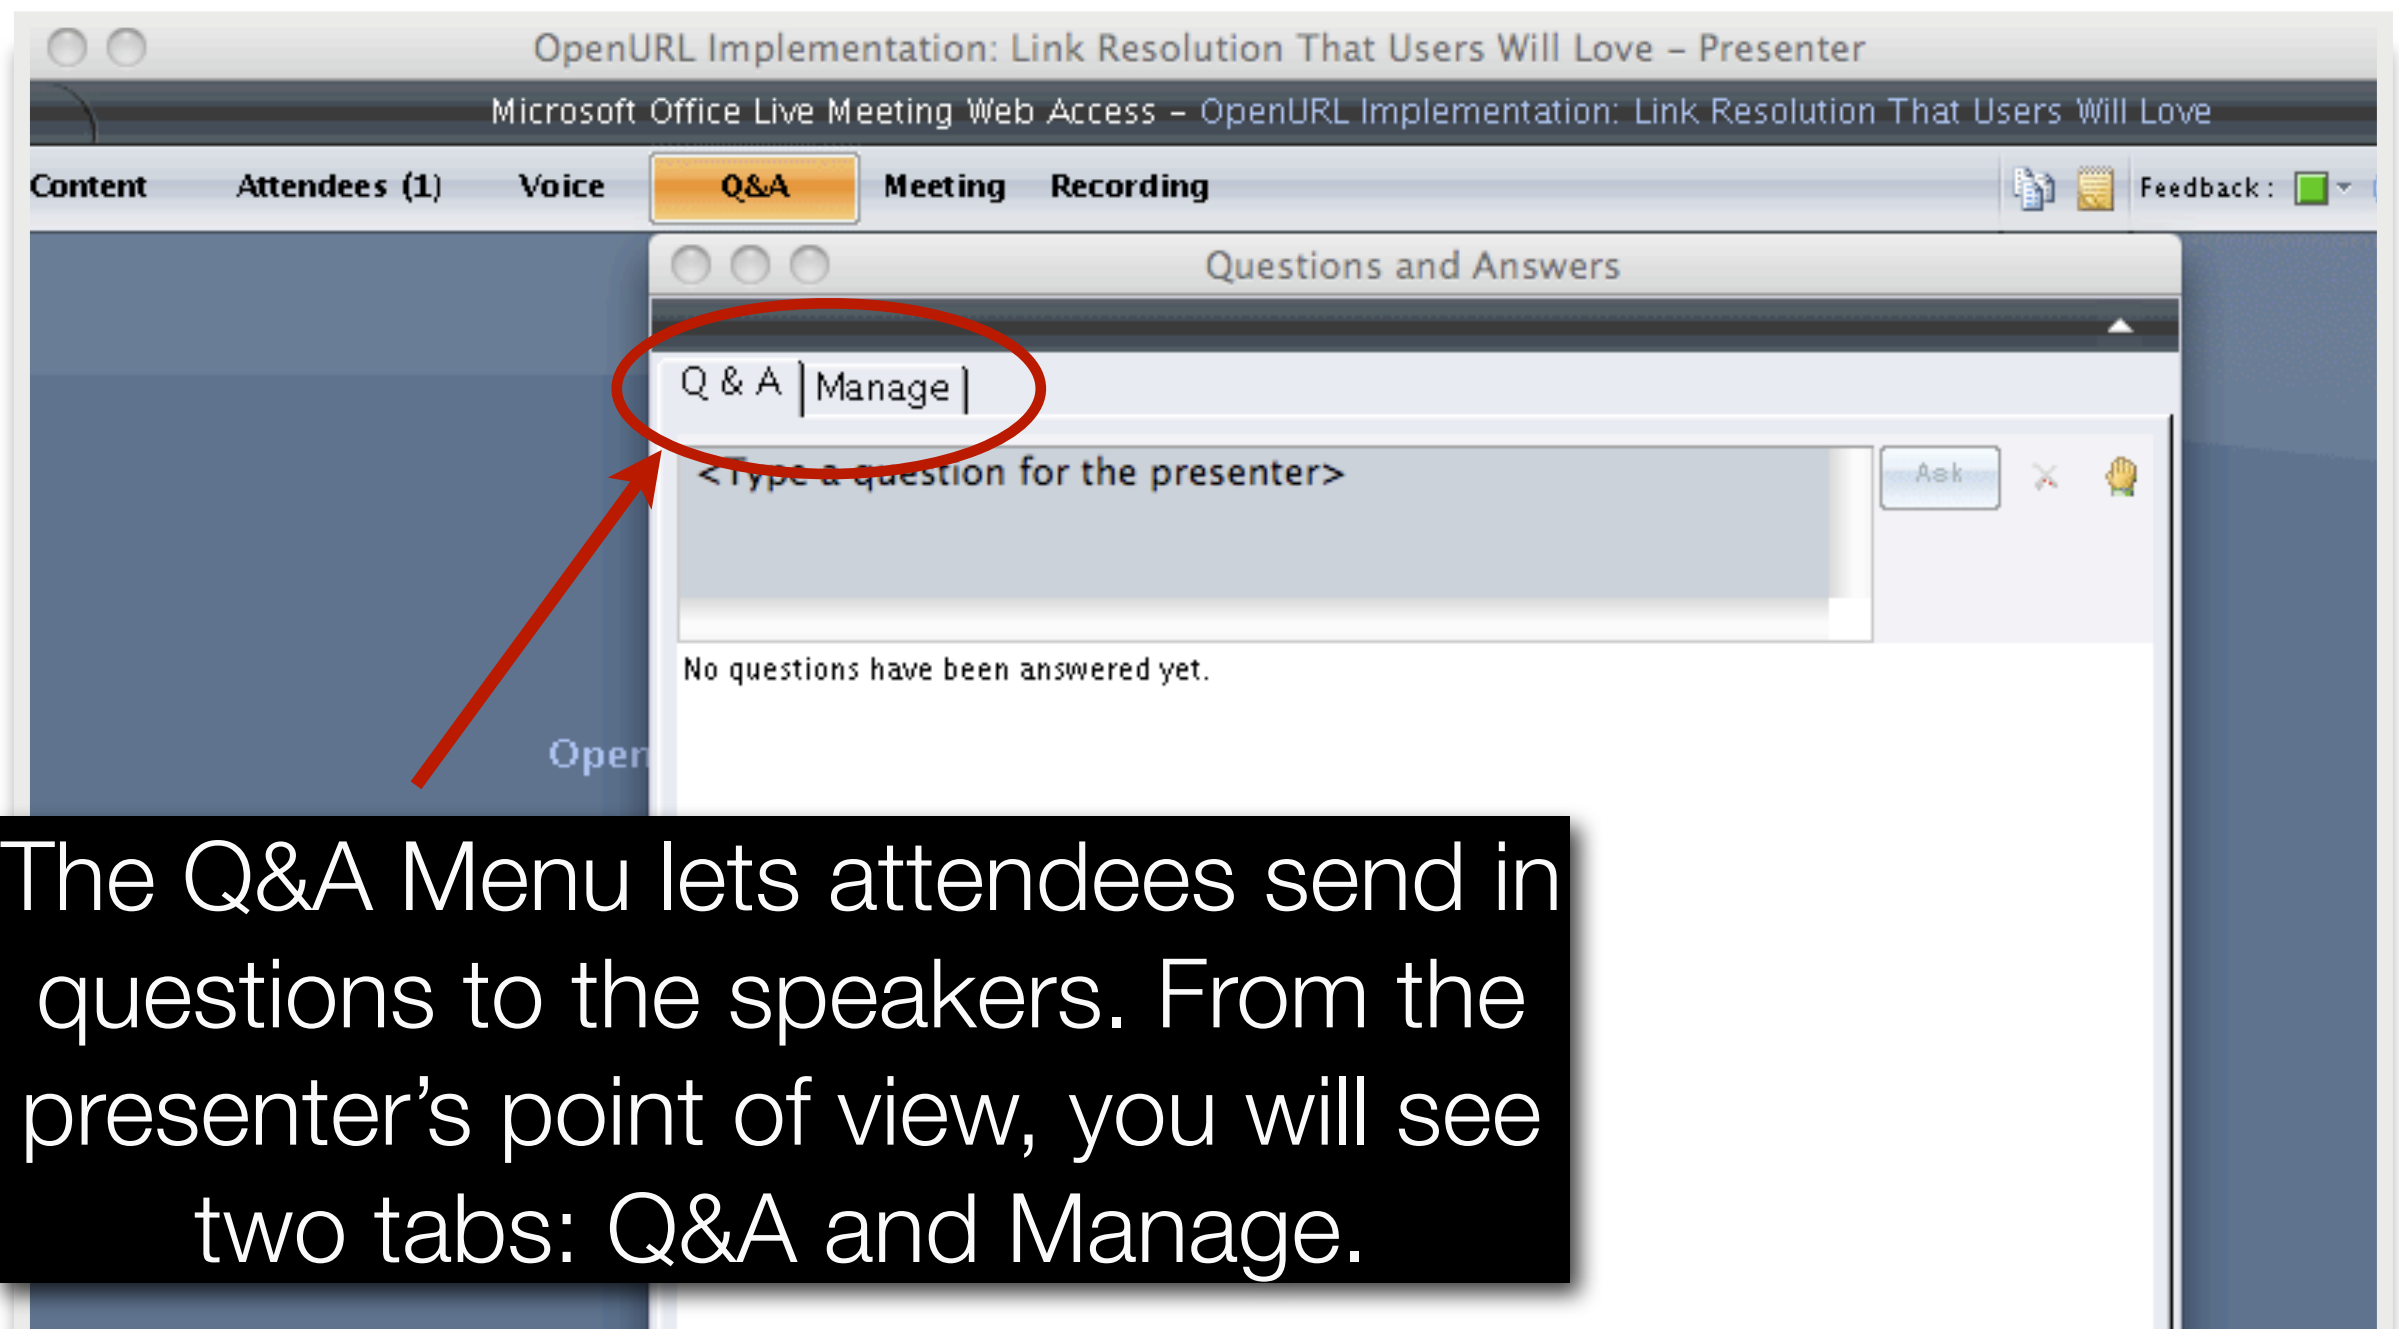 OpenURL Implementation: Link Resolution That Users Will Love – Presenter
Microsoft Office Live Meeting Web Access – OpenURL Implementation: Link Resolution That Users Will Love
Content Attendees (1) Voice Q&A Meeting Recording Feedback:
Questions and Answers
Q & A Manage
<Type a question for the presenter>
Ask
No questions have been answered yet.
Open
The Q&A Menu lets attendees send in
questions to the speakers. From the
presenter’s point of view, you will see
two tabs: Q&A and Manage.